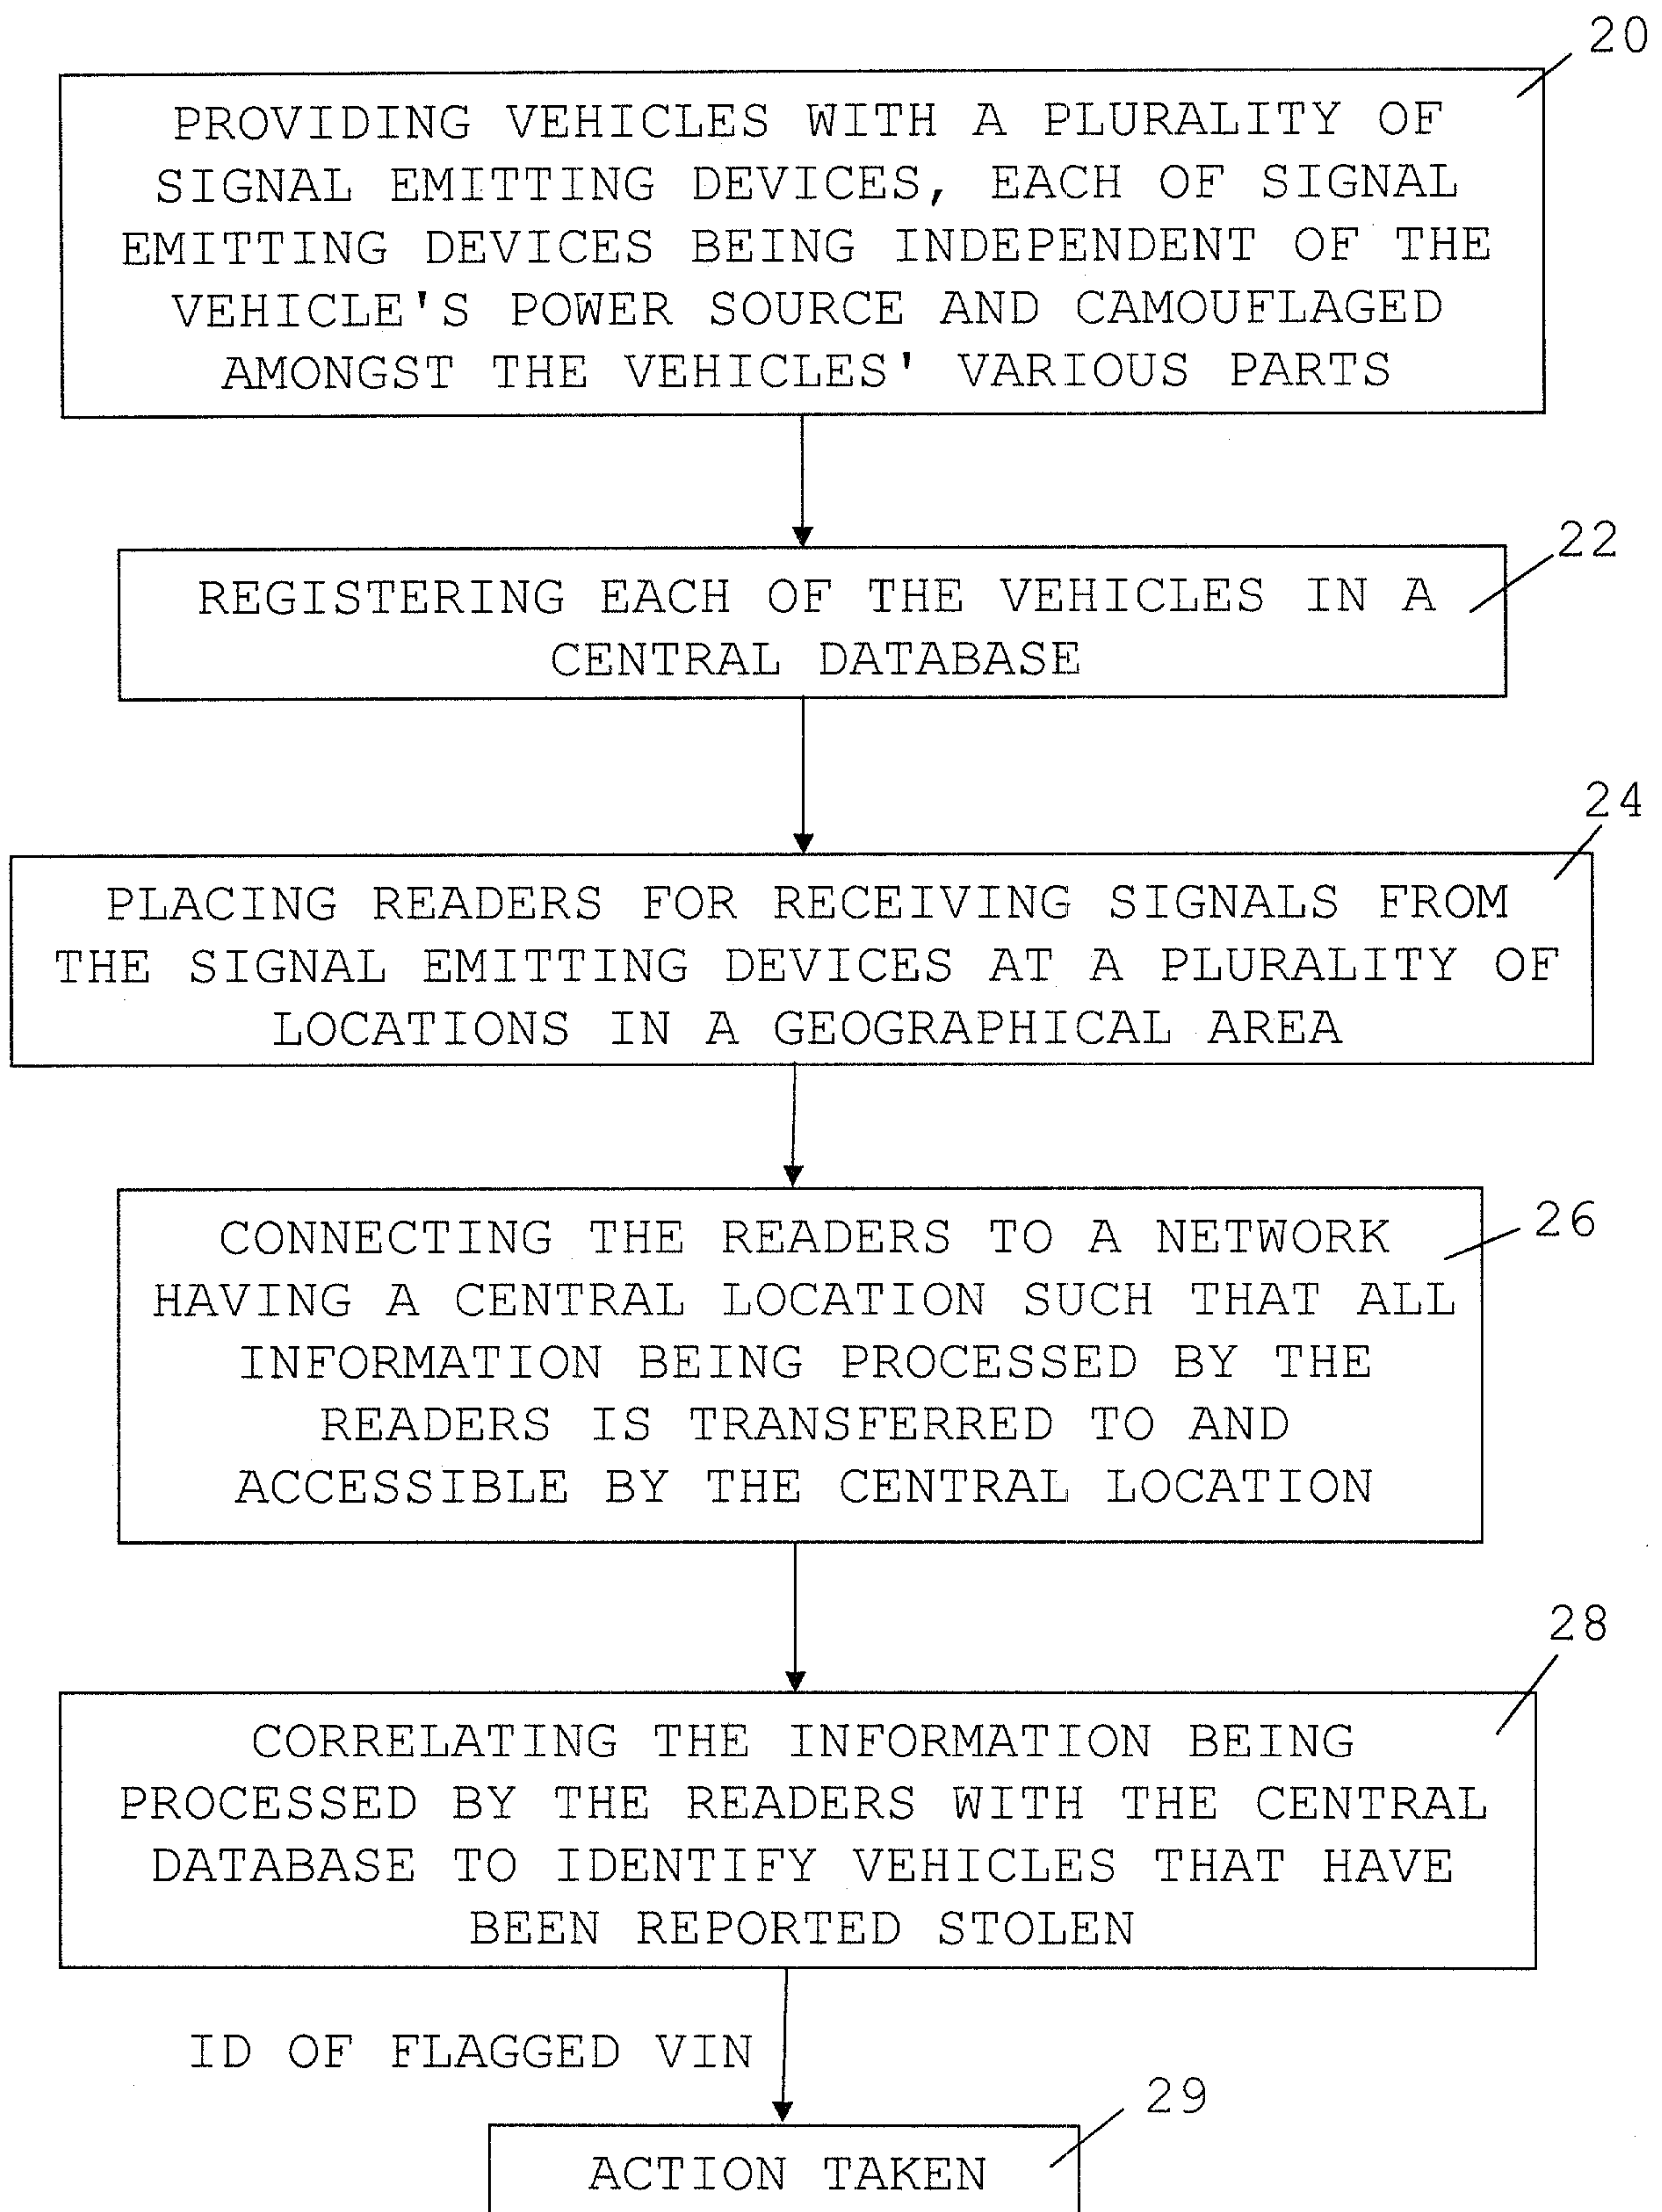 20
PROVIDING VEHICLES WITH A PLURALITY OF
SIGNAL EMITTING DEVICES, EACH OF SIGNAL
EMITTING DEVICES BEING INDEPENDENT OF THE
VEHICLE'S POWER SOURCE AND CAMOUFLAGED
AMONGST THE VEHICLES' VARIOUS PARTS
22
REGISTERING EACH OF THE VEHICLES IN A
CENTRAL DATABASE
24
PLACING READERS FOR RECEIVING SIGNALS FROM
THE SIGNAL EMITTING DEVICES AT A PLURALITY OF
LOCATIONS IN A GEOGRAPHICAL AREA
26
CONNECTING THE READERS TO A NETWORK
HAVING A CENTRAL LOCATION SUCH THAT ALL
INFORMATION BEING PROCESSED BY THE
READERS IS TRANSFERRED TO AND
ACCESSIBLE BY THE CENTRAL LOCATION
28
CORRELATING THE INFORMATION BEING
PROCESSED BY THE READERS WITH THE CENTRAL
DATABASE TO IDENTIFY VEHICLES THAT HAVE
BEEN REPORTED STOLEN
ID OF FLAGGED VIN
29
ACTION TAKEN